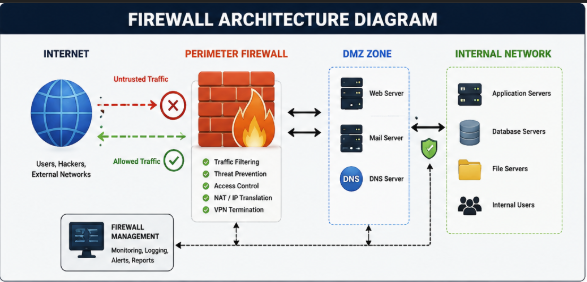 FIREWALL ARCHITECTURE DIAGRAM
INTERNET
Untrusted Traffic
Allowed Traffic
Users, Hackers,
External Networks
PERIMETER FIREWALL
Traffic Filtering
Threat Prevention
Access Control
NAT / IP Translation
VPN Termination
DMZ ZONE
Web Server
Mail Server
DNS
DNS Server
INTERNAL NETWORK
Application Servers
Database Servers
File Servers
Internal Users
FIREWALL
MANAGEMENT
Monitoring, Logging,
Alerts, Reports